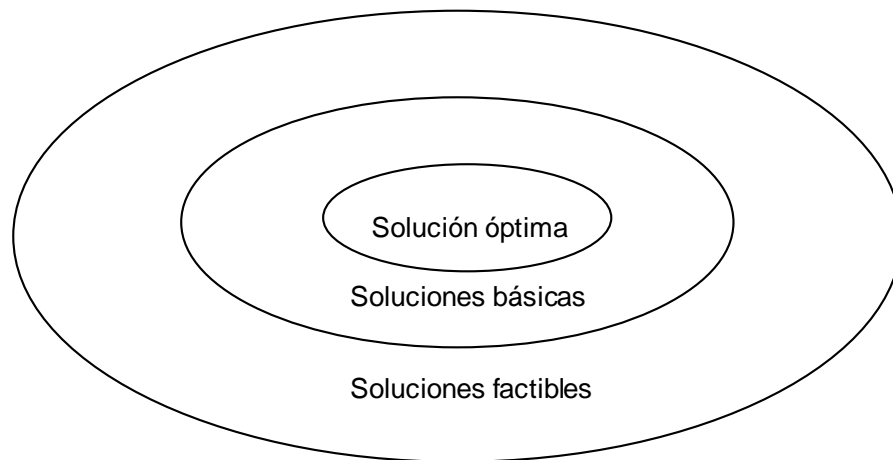 Solución óptima
Soluciones básicas
Soluciones factibles